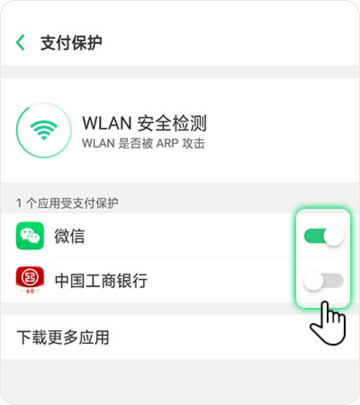 支付保护
WLAN 安全检测
WLAN 是否被 ARP 攻击
1 个应用受支付保护
微信
中国工商银行
下载更多应用